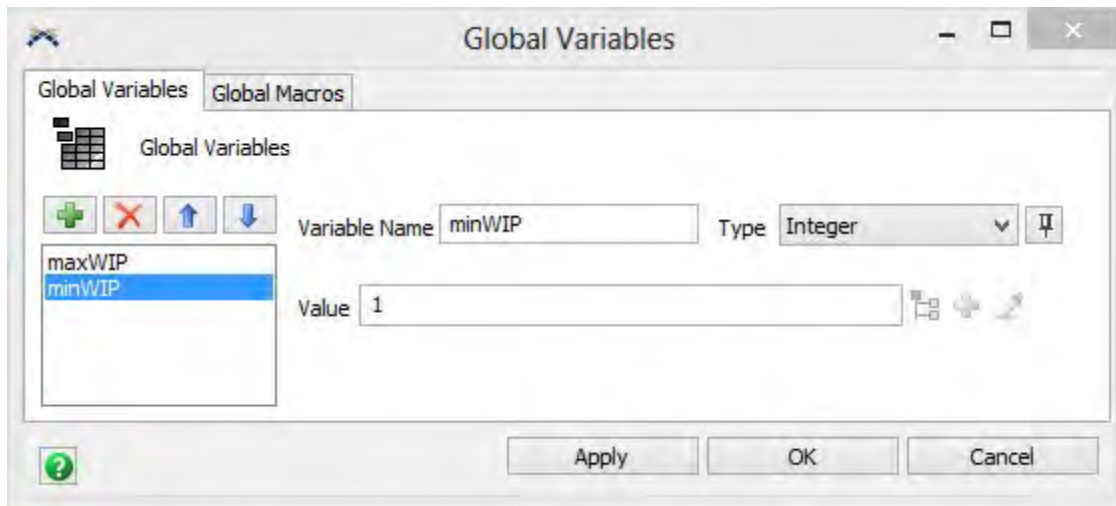 Global Variables
Global Variables Global Macros
Global Variables
Variable Name minWIP Type Integer
maxWIP
minWIP
Value 1
Apply OK Cancel